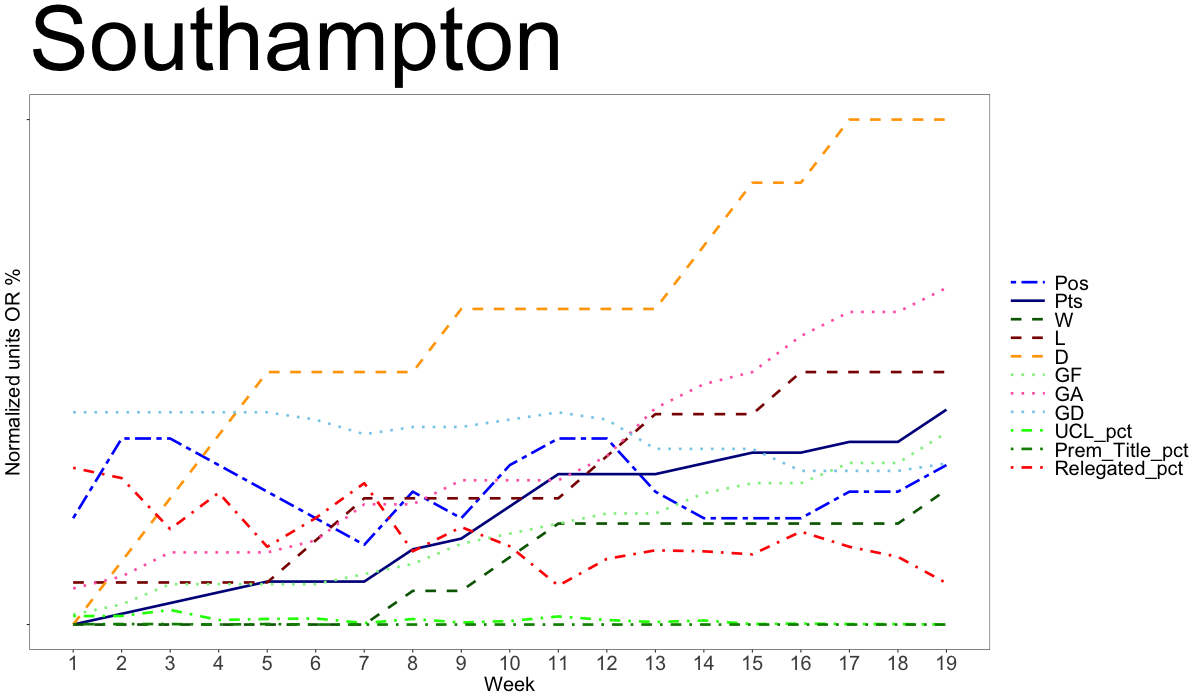 Southampton
Normalized units OR %
Pos
Pts
W
L
D
GF
GA
GD
UCL_pct
Prem_Title_pct
Relegated_pct
1 2 3 4 5 6 7 8 9 10 11 12 13 14 15 16 17 18 19
Week